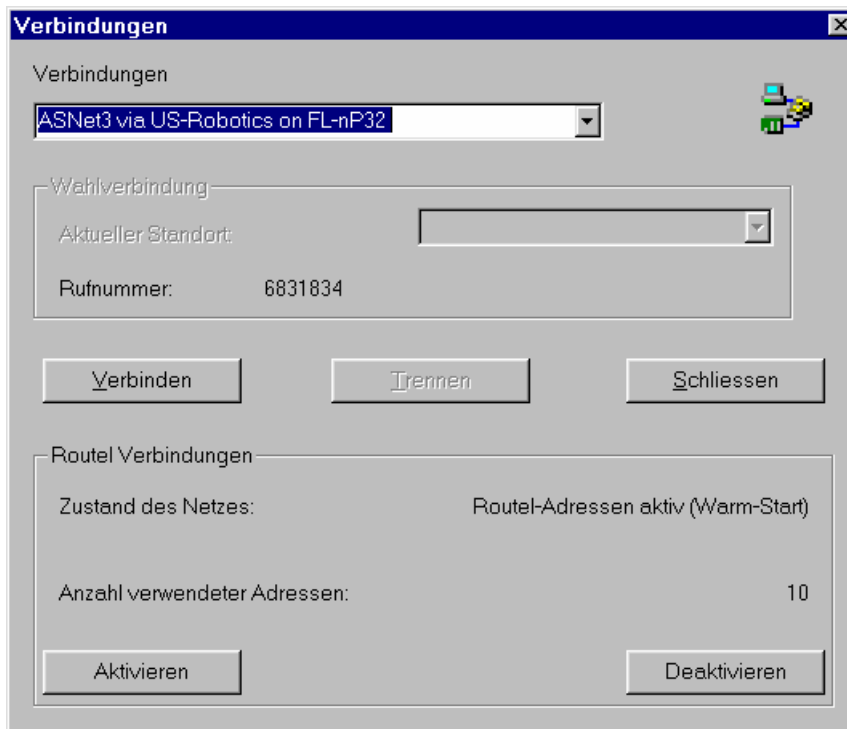 Verbindungen
Verbindungen
ASNet3 via US-Robotics on FL-nP32
Wahlverbindung
Aktueller Standort:
Rufnummer: 6831834
Verbinden Trennen Schliessen
Routel Verbindungen
Zustand des Netzes: Routel-Adressen aktiv (Warm-Start)
Anzahl verwendeter Adressen: 10
Aktivieren Deaktivieren